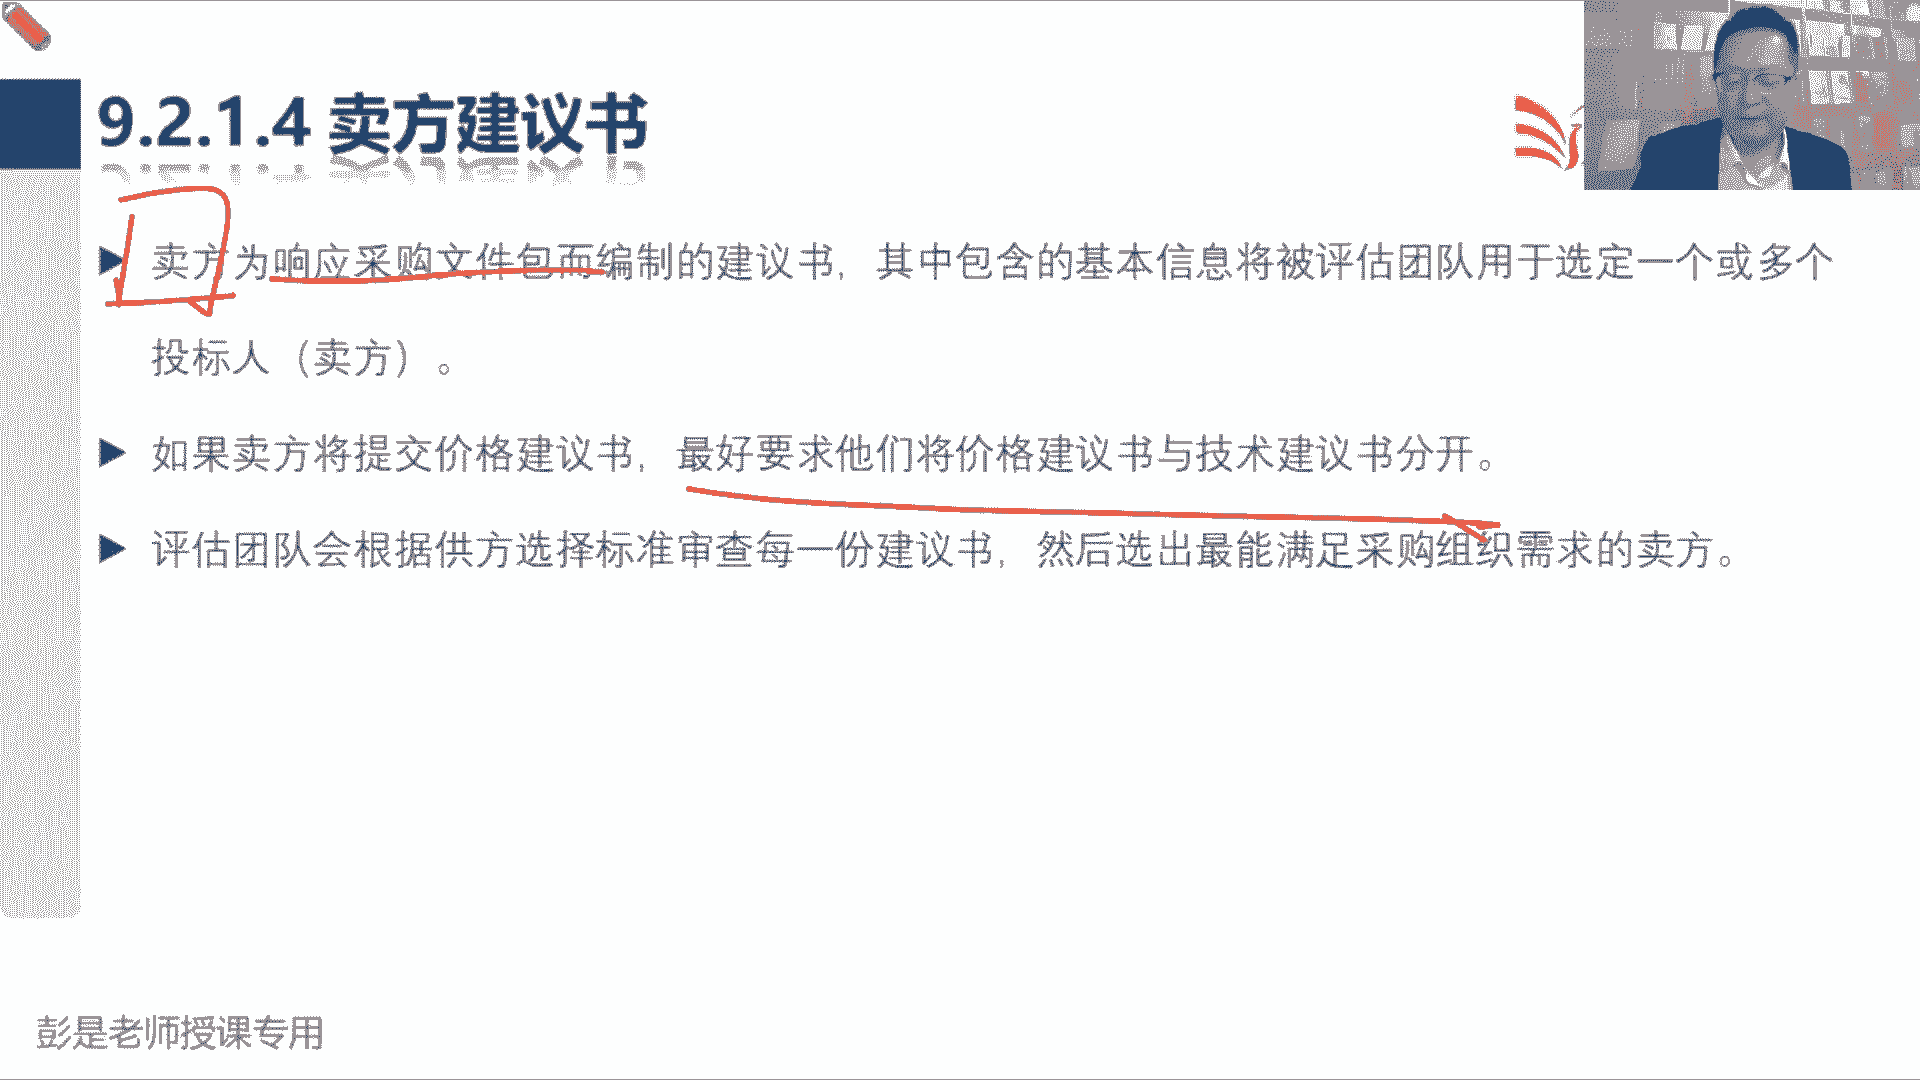 9.2.1.4 卖方建议书
卖方为响应采购文件包而编制的建议书，其中包含的基本信息将被评估团队用于选定一个或多个
投标人（卖方）。
如果卖方将提交价格建议书，最好要求他们将价格建议书与技术建议书分开。
评估团队会根据供方选择标准审查每一份建议书，然后选出最能满足采购组织需求的卖方。
彭是老师授课专用